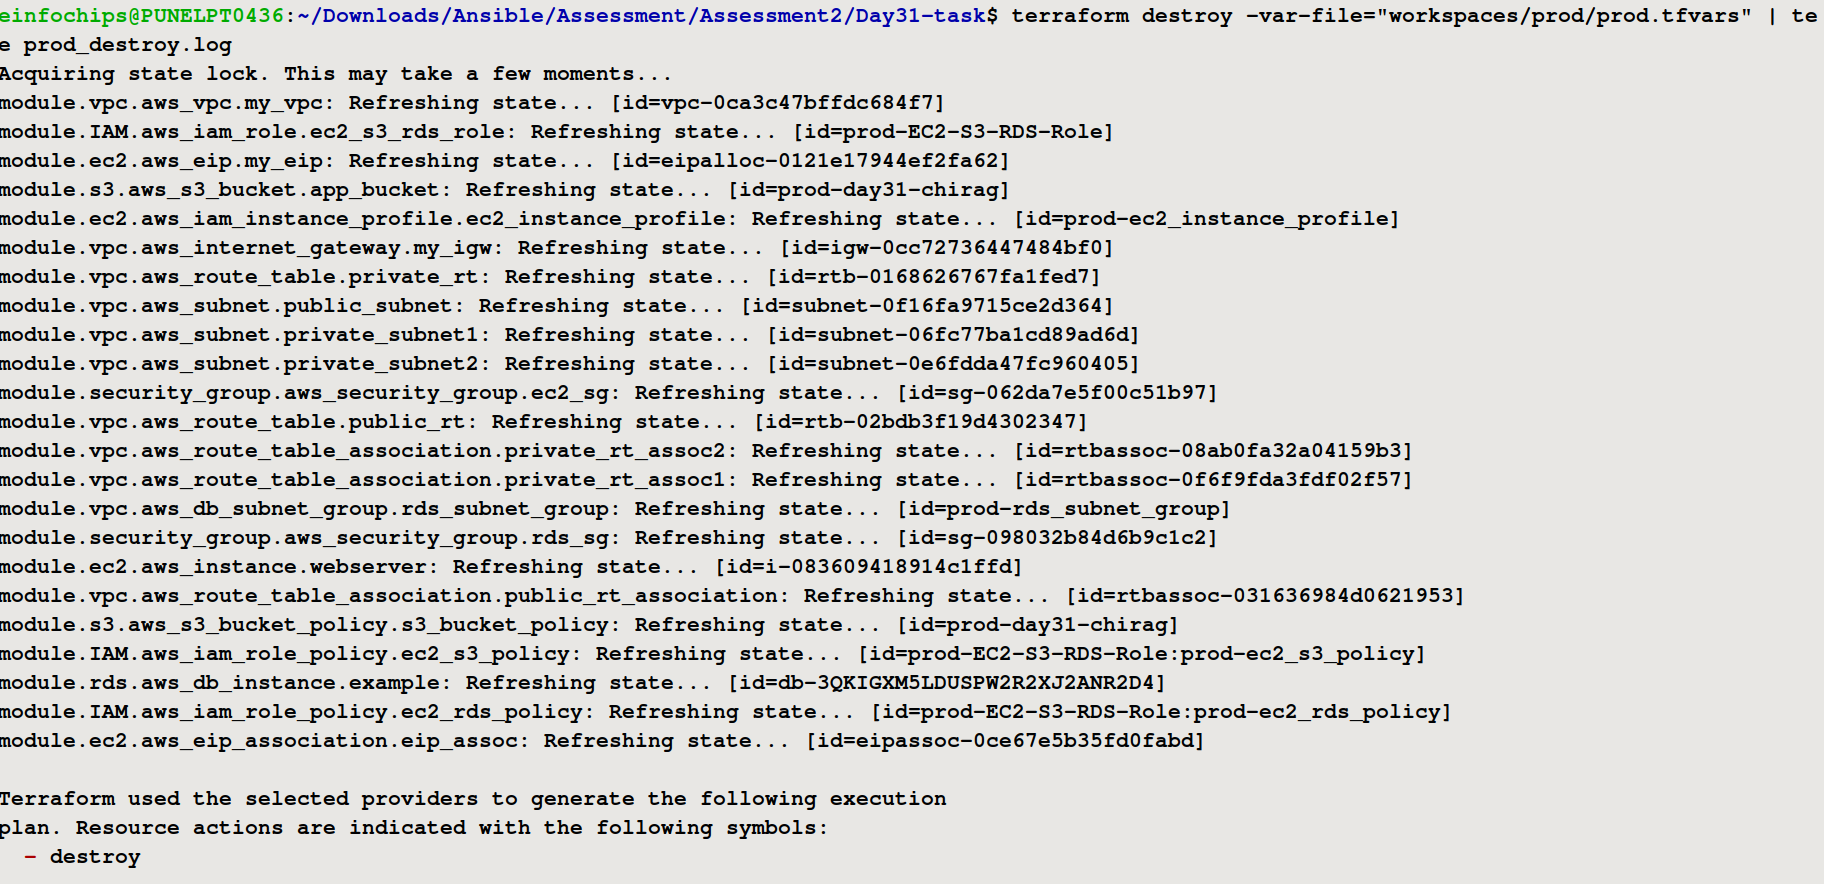 einfochips@PUNELPT0436:~/Downloads/Ansible/Assessment/Assessment2/Day31-task$ terraform destroy -var-file="workspaces/prod/prod.tfvars" | te
e prod_destroy.log
Acquiring state lock. This may take a few moments...
module.vpc.aws_vpc.my_vpc: Refreshing state... [id=vpc-0ca3c47bffdc684f7]
module.IAM.aws_iam_role.ec2_s3_rds_role: Refreshing state... [id=prod-EC2-S3-RDS-Role]
module.ec2.aws_eip.my_eip: Refreshing state... [id=eipalloc-0121e17944ef2fa62]
module.s3.aws_s3_bucket.app_bucket: Refreshing state... [id=prod-day31-chirag]
module.ec2.aws_iam_instance_profile.ec2_instance_profile: Refreshing state... [id=prod-ec2_instance_profile]
module.vpc.aws_internet_gateway.my_igw: Refreshing state... [id=igw-0cc72736447484bf0]
module.vpc.aws_route_table.private_rt: Refreshing state... [id=rtb-0168626767fa1fed7]
module.vpc.aws_subnet.public_subnet: Refreshing state... [id=subnet-0f16fa9715ce2d364]
module.vpc.aws_subnet.private_subnet1: Refreshing state... [id=subnet-06fc77ba1cd89ad6d]
module.vpc.aws_subnet.private_subnet2: Refreshing state... [id=subnet-0e6fdda47fc960405]
module.security_group.aws_security_group.ec2_sg: Refreshing state... [id=sg-062da7e5f00c51b97]
module.vpc.aws_route_table.public_rt: Refreshing state... [id=rtb-02bdb3f19d4302347]
module.vpc.aws_route_table_association.private_rt_assoc2: Refreshing state... [id=rtbassoc-08ab0fa32a04159b3]
module.vpc.aws_route_table_association.private_rt_assoc1: Refreshing state... [id=rtbassoc-0f6f9fda3fdf02f57]
module.vpc.aws_db_subnet_group.rds_subnet_group: Refreshing state... [id=prod-rds_subnet_group]
module.security_group.aws_security_group.rds_sg: Refreshing state... [id=sg-098032b84d6b9c1c2]
module.ec2.aws_instance.webserver: Refreshing state... [id=i-083609418914c1ffd]
module.vpc.aws_route_table_association.public_rt_association: Refreshing state... [id=rtbassoc-031636984d0621953]
module.s3.aws_s3_bucket_policy.s3_bucket_policy: Refreshing state... [id=prod-day31-chirag]
module.IAM.aws_iam_role_policy.ec2_s3_policy: Refreshing state... [id=prod-EC2-S3-RDS-Role:prod-ec2_s3_policy]
module.rds.aws_db_instance.example: Refreshing state... [id=db-3QKIGXM5LDUSPW2R2XJ2ANR2D4]
module.IAM.aws_iam_role_policy.ec2_rds_policy: Refreshing state... [id=prod-EC2-S3-RDS-Role:prod-ec2_rds_policy]
module.ec2.aws_eip_association.eip_assoc: Refreshing state... [id=eipassoc-0ce67e5b35fd0fabd]
Terraform used the selected providers to generate the following execution
plan. Resource actions are indicated with the following symbols:
- destroy